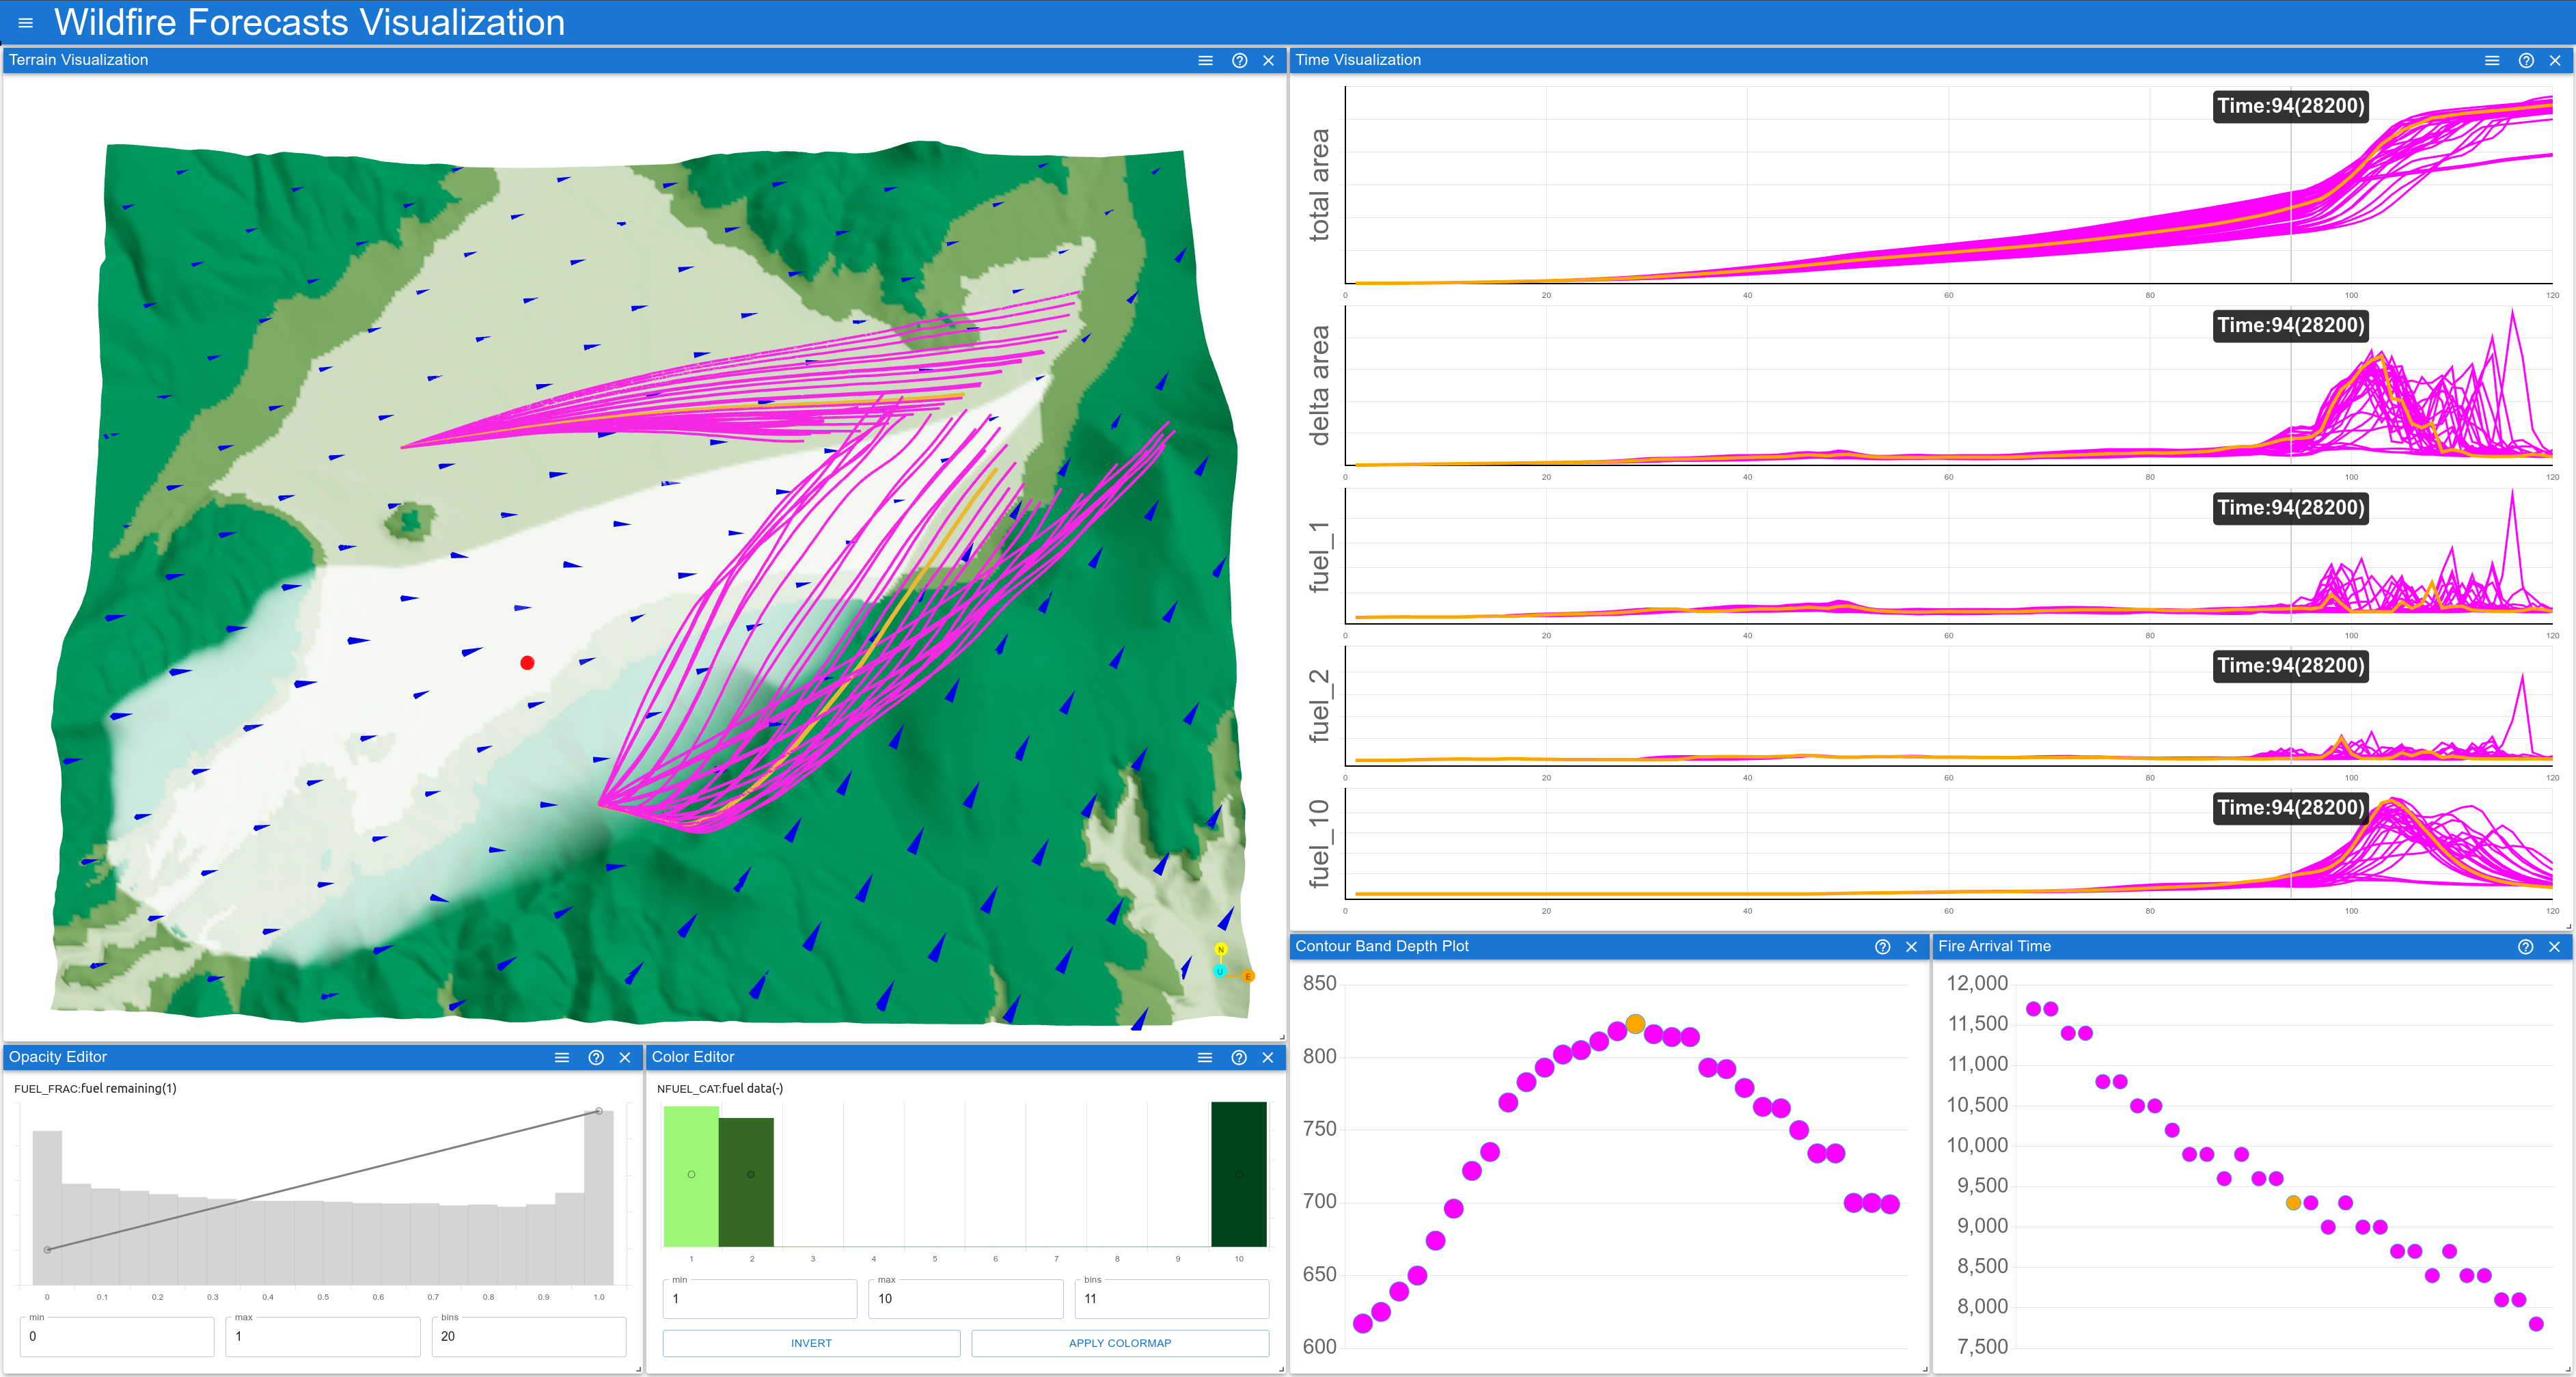 Wildfire Forecasts Visualization
Terrain Visualization
N
U
E
Time Visualization
total area
Time:94(28200)
0 20 40 60 80 100 120
delta area
Time:94(28200)
0 20 40 60 80 100 120
fuel_1
Time:94(28200)
0 20 40 60 80 100 120
fuel_2
Time:94(28200)
0 20 40 60 80 100 120
fuel_10
Time:94(28200)
0 20 40 60 80 100 120
Opacity Editor
FUEL_FRAC:fuel remaining(1)
0 0.1 0.2 0.3 0.4 0.5 0.6 0.7 0.8 0.9 1.0
min max bins
0 1 20
Color Editor
NFUEL_CAT:fuel data(-)
1 2 3 4 5 6 7 8 9 10
min max bins
1 10 11
INVERT APPLY COLORMAP
Contour Band Depth Plot
850
800
750
700
650
600
Fire Arrival Time
12,000
11,500
11,000
10,500
10,000
9,500
9,000
8,500
8,000
7,500